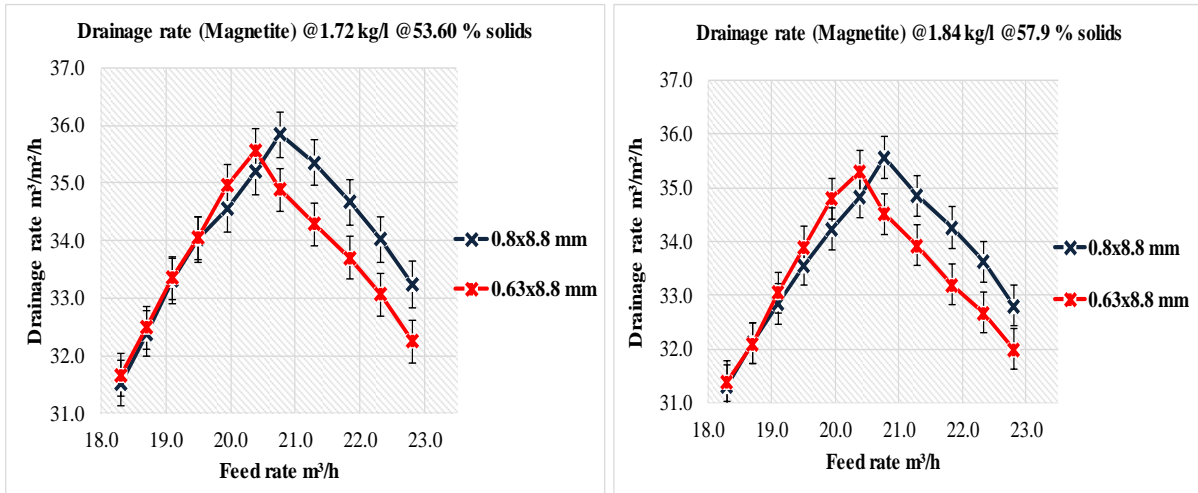 Drainage rate (Magnetite) @1.72 kg/l @53.60 % solids
Drainage rate m³/m²/h
37.0
36.0
35.0
34.0
33.0
32.0
31.0
18.0 19.0 20.0 21.0 22.0 23.0
Feed rate m³/h
0.8x8.8 mm
0.63x8.8 mm
Drainage rate (Magnetite) @1.84 kg/l @57.9 % solids
Drainage rate m³/m²/h
37.0
36.0
35.0
34.0
33.0
32.0
31.0
18.0 19.0 20.0 21.0 22.0 23.0
Feed rate m³/h
0.8x8.8 mm
0.63x8.8 mm